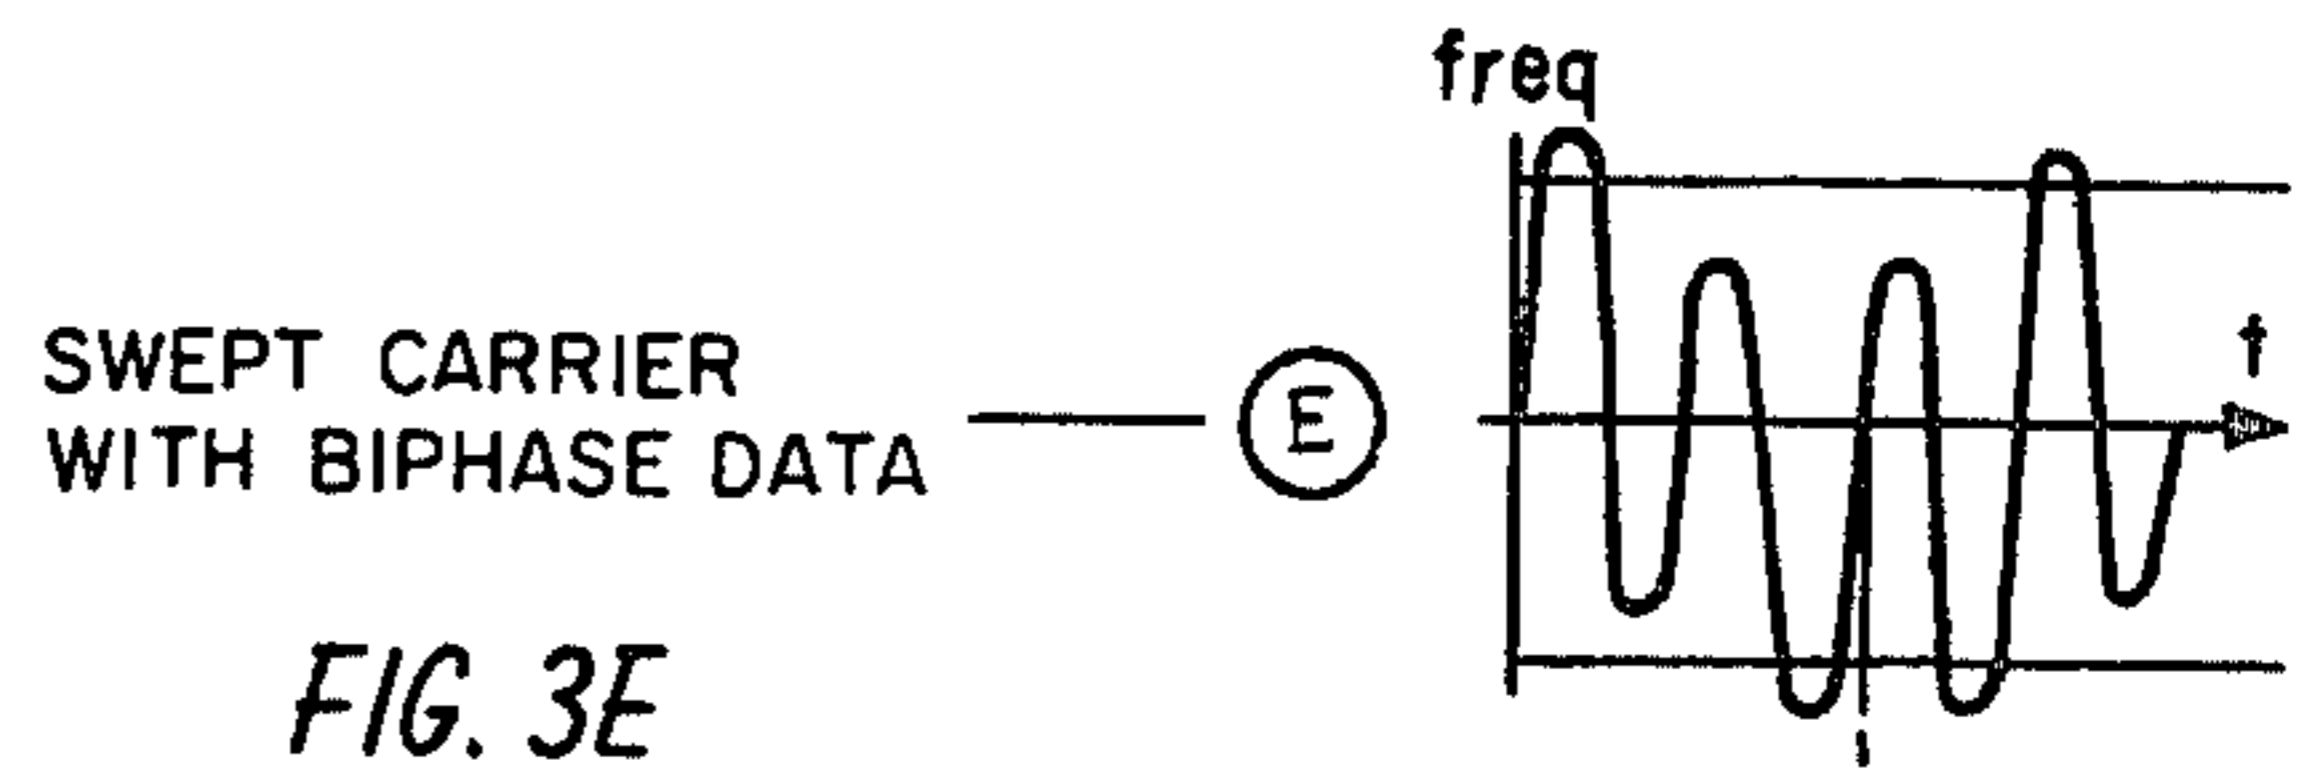 freq
SWEPT CARRIER
WITH BIPHASE DATA
E
t
FIG. 3E